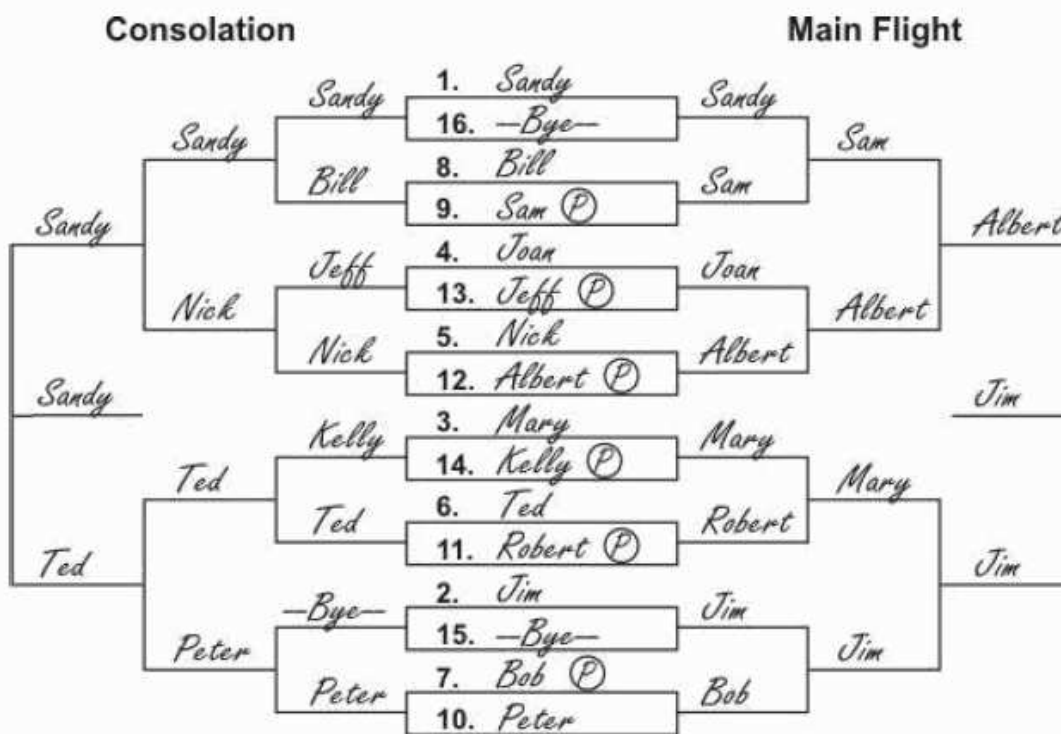 Consolation
Main Flight
Sandy
Sandy
Nick
Sandy
Bill
Jeff
Nick
Sandy
Sandy
Ted
Ted
Peter
Kelly
Ted
—Bye—
Peter
1. Sandy
16. —Bye—
8. Bill
9. Sam P
4. Joan
13. Jeff P
5. Nick
12. Albert P
3. Mary
14. Kelly P
6. Ted
11. Robert P
2. Jim
15. —Bye—
7. Bob P
10. Peter
Sandy
Sam
Joan
Albert
Mary
Robert
Jim
Bob
Sam
Albert
Mary
Jim
Albert
Jim
Jim